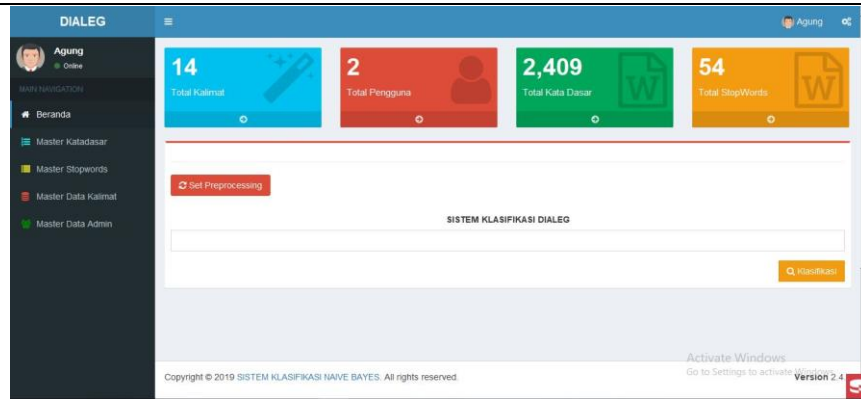 DIALEG
Agung
Agung
Online
MAIN NAVIGATION
Beranda
Master Katadasar
Master Stopwords
Master Data Kalimat
Master Data Admin
14
Total Kalimat
2
Total Pengguna
2,409
Total Kata Dasar
W
54
Total StopWords
W
Set Preprocessing
SISTEM KLASIFIKASI DIALEG
Klasifikasi
Activate Windows
Go to Settings to activate Windows.
Copyright © 2019 SISTEM KLASIFIKASI NAIVE BAYES. All rights reserved.
Version 2.4